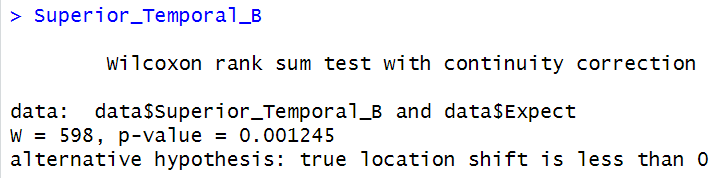 > Superior_Temporal_B
Wilcoxon rank sum test with continuity correction
data:  data$Superior_Temporal_B and data$Expect
W = 598, p-value = 0.001245
alternative hypothesis: true location shift is less than 0